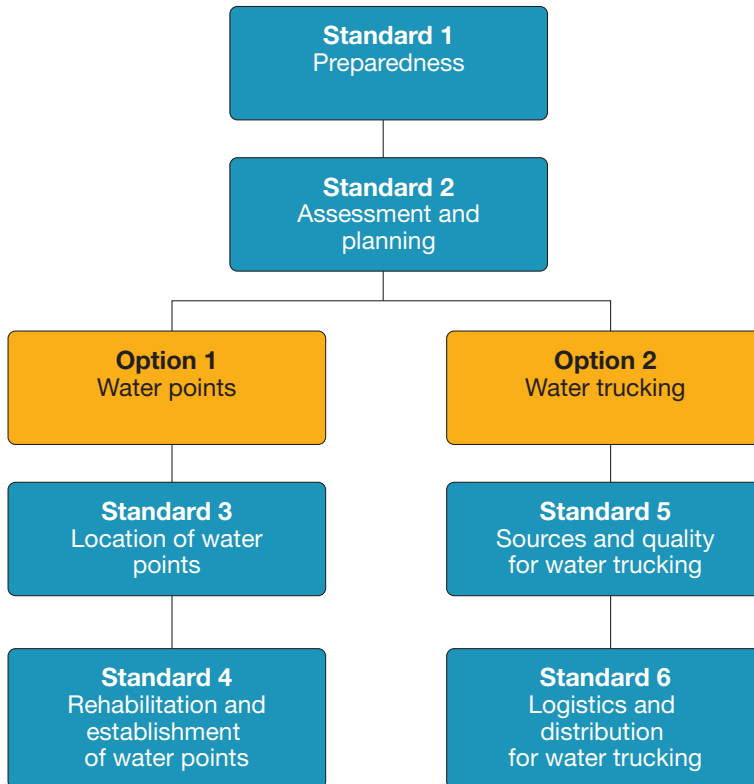 Standard 1
Preparedness
Standard 2
Assessment and
planning
Option 1
Water points
Option 2
Water trucking
Standard 3
Location of water
points
Standard 5
Sources and quality
for water trucking
Standard 4
Rehabilitation and
establishment
of water points
Standard 6
Logistics and
distribution
for water trucking